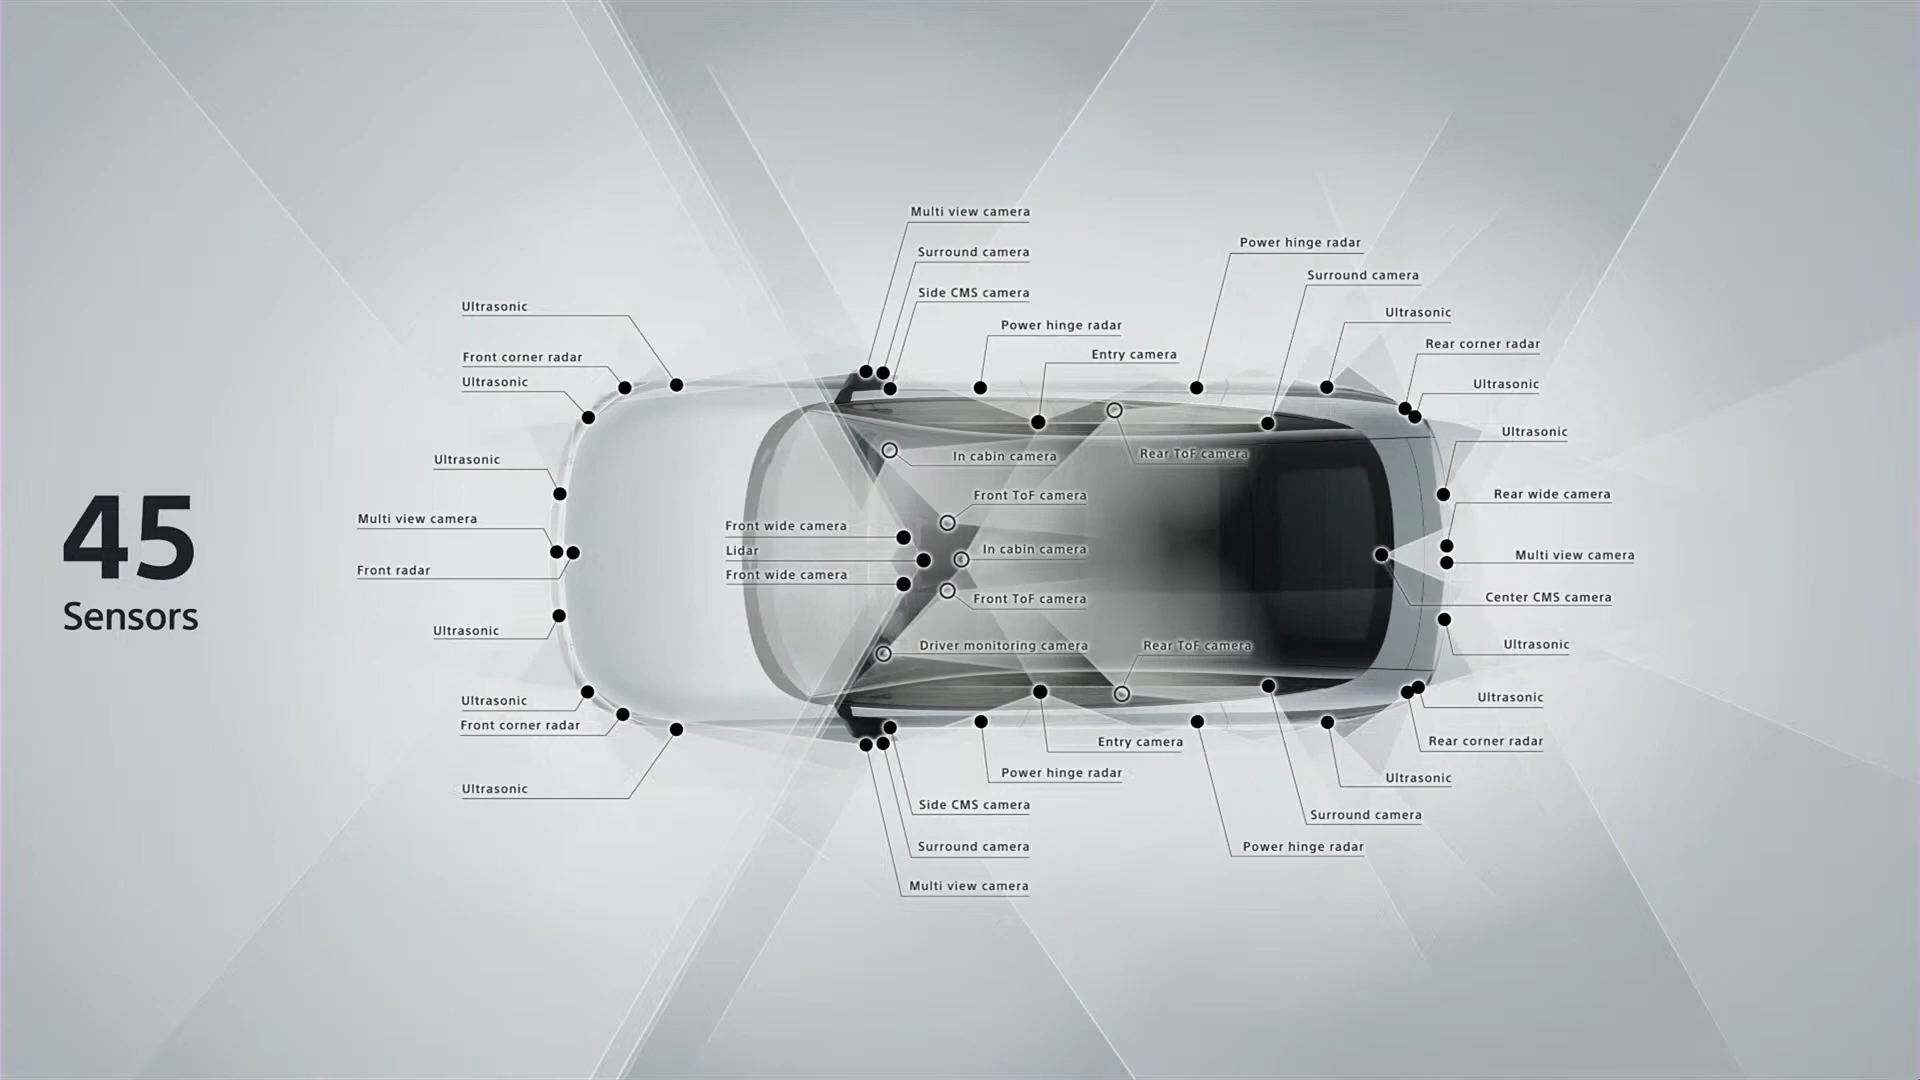 45
Sensors
Ultrasonic
Front corner radar
Ultrasonic
Ultrasonic
Multi view camera
Front radar
Ultrasonic
Ultrasonic
Front corner radar
Ultrasonic
Multi view camera
Surround camera
Side CMS camera
Power hinge radar
Entry camera
In cabin camera
Rear ToF camera
Front ToF camera
Front wide camera
Lidar
In cabin camera
Front wide camera
Front ToF camera
Driver monitoring camera
Rear ToF camera
Entry camera
Power hinge radar
Side CMS camera
Surround camera
Multi view camera
Power hinge radar
Surround camera
Ultrasonic
Rear corner radar
Ultrasonic
Ultrasonic
Rear wide camera
Multi view camera
Center CMS camera
Ultrasonic
Ultrasonic
Rear corner radar
Ultrasonic
Surround camera
Power hinge radar